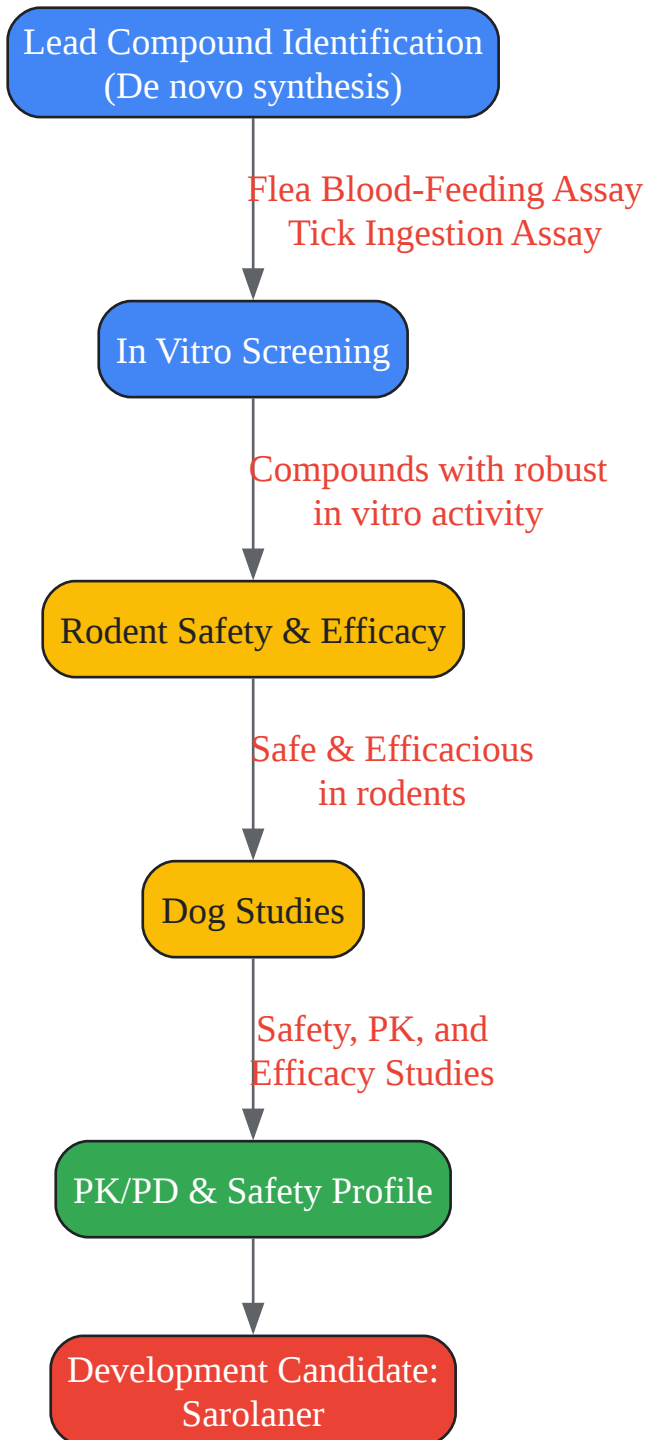 Lead Compound Identification
(De novo synthesis)
Flea Blood-Feeding Assay
Tick Ingestion Assay
In Vitro Screening
Compounds with robust
in vitro activity
Rodent Safety & Efficacy
Safe & Efficacious
in rodents
Dog Studies
Safety, PK, and
Efficacy Studies
PK/PD & Safety Profile
Development Candidate:
Sarolaner